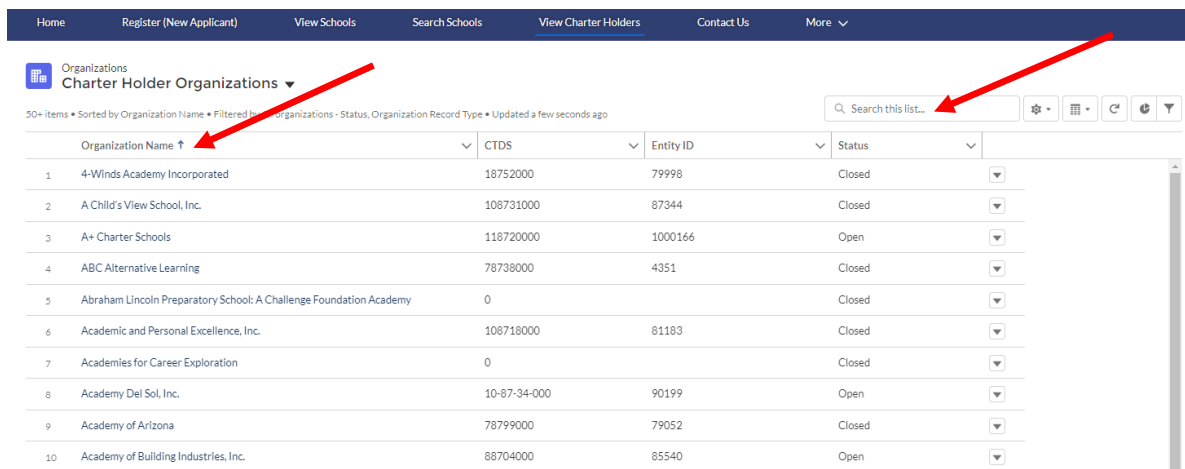 Home Register (New Applicant) View Schools Search Schools View Charter Holders Contact Us More
Organizations
Charter Holder Organizations
50+ items • Sorted by Organization Name • Filtered organizations - Status, Organization Record Type • Updated a few seconds ago
Search this list...
Organization Name ↑ CTDS Entity ID Status
1 4-Winds Academy Incorporated 18752000 79998 Closed
2 A Child's View School, Inc. 108731000 87344 Closed
3 A+ Charter Schools 118720000 1000166 Open
4 ABC Alternative Learning 78738000 4351 Closed
5 Abraham Lincoln Preparatory School: A Challenge Foundation Academy 0 Closed
6 Academic and Personal Excellence, Inc. 108718000 81183 Closed
7 Academies for Career Exploration 0 Closed
8 Academy Del Sol, Inc. 10-87-34-000 90199 Open
9 Academy of Arizona 78799000 79052 Closed
10 Academy of Building Industries, Inc. 88704000 85540 Open